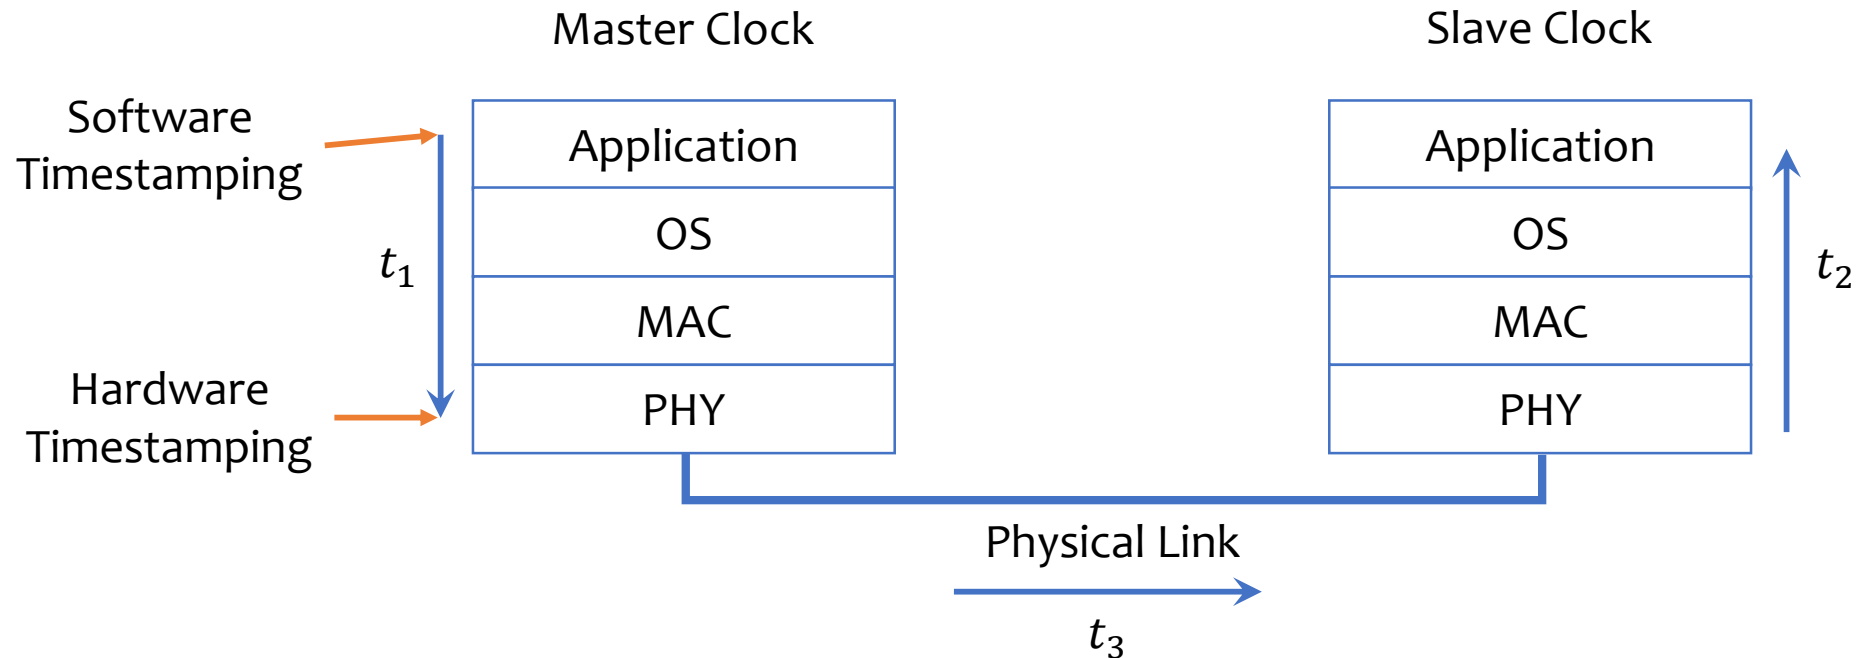 Master Clock
Slave Clock
Software
Timestamping
Application
Application
OS
OS
t₁
t₂
MAC
MAC
Hardware
Timestamping
PHY
PHY
Physical Link
t₃